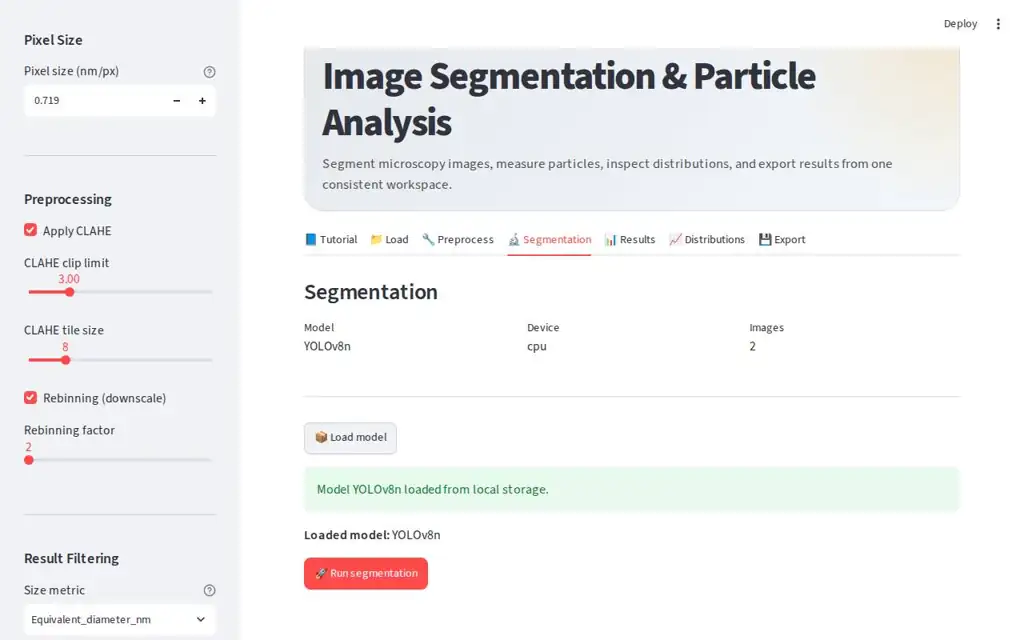 Pixel Size
Pixel size (nm/px)
0.719
Preprocessing
Apply CLAHE
CLAHE clip limit
3.00
CLAHE tile size
8
Rebinning (downscale)
Rebinning factor
2
Result Filtering
Size metric
Equivalent_diameter_nm
Deploy
Image Segmentation & Particle
Analysis
Segment microscopy images, measure particles, inspect distributions, and export results from one
consistent workspace.
Tutorial Load Preprocess Segmentation Results Distributions Export
Segmentation
Model Device Images
YOLOv8n cpu 2
Load model
Model YOLOv8n loaded from local storage.
Loaded model: YOLOv8n
Run segmentation